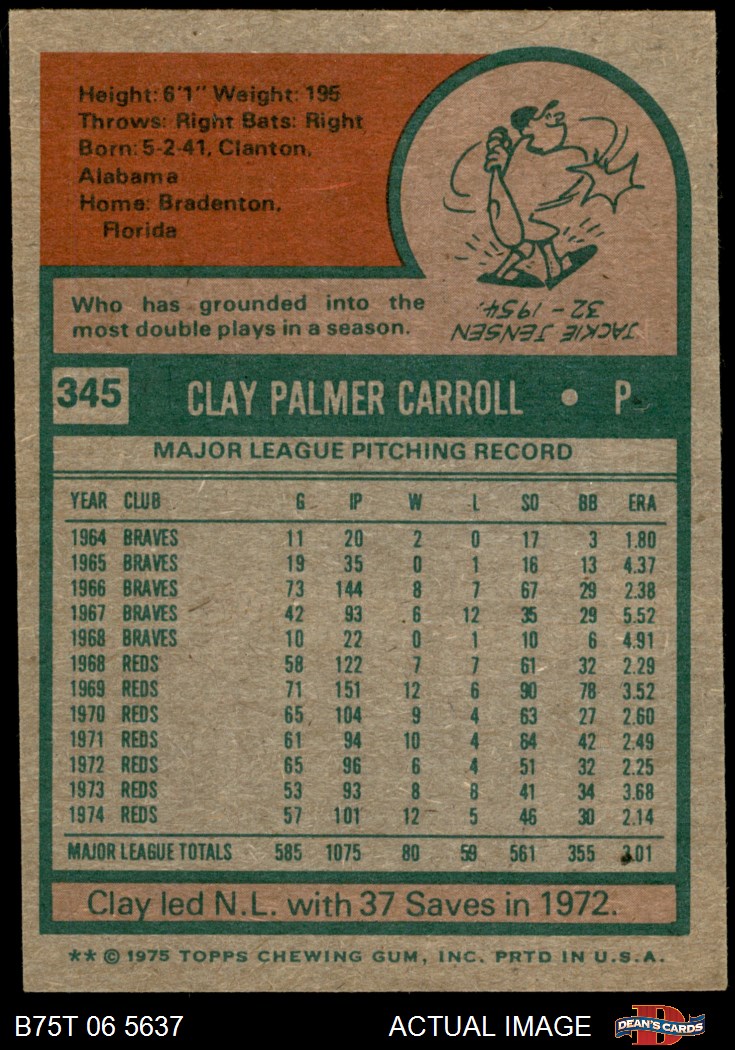 Height: 6'1" Weight: 195
Throws: Right Bats: Right
Born: 5-2-41, Clanton,
Alabama
Home: Bradenton,
Florida
Who has grounded into the
most double plays in a season.
JACKIE JENSEN
32 - 1954.
345 CLAY PALMER CARROLL • P
MAJOR LEAGUE PITCHING RECORD
YEAR CLUB G IP W L SO BB ERA
1964 BRAVES 11 20 2 0 17 3 1.80
1965 BRAVES 19 35 0 1 16 13 4.37
1966 BRAVES 73 144 8 7 67 29 2.38
1967 BRAVES 42 93 6 12 35 29 5.52
1968 BRAVES 10 22 0 1 10 6 4.91
1968 REDS 58 122 7 7 61 32 2.29
1969 REDS 71 151 12 6 90 78 3.52
1970 REDS 65 104 9 4 63 27 2.60
1971 REDS 61 94 10 4 64 42 2.49
1972 REDS 65 96 6 4 51 32 2.25
1973 REDS 53 93 8 8 41 34 3.68
1974 REDS 57 101 12 5 46 30 2.14
MAJOR LEAGUE TOTALS 585 1075 80 59 561 355 3.01
Clay led N.L. with 37 Saves in 1972.
** © 1975 TOPPS CHEWING GUM, INC. PRTD IN U.S.A.
B75T 06 5637 ACTUAL IMAGE DEAN'S CARDS